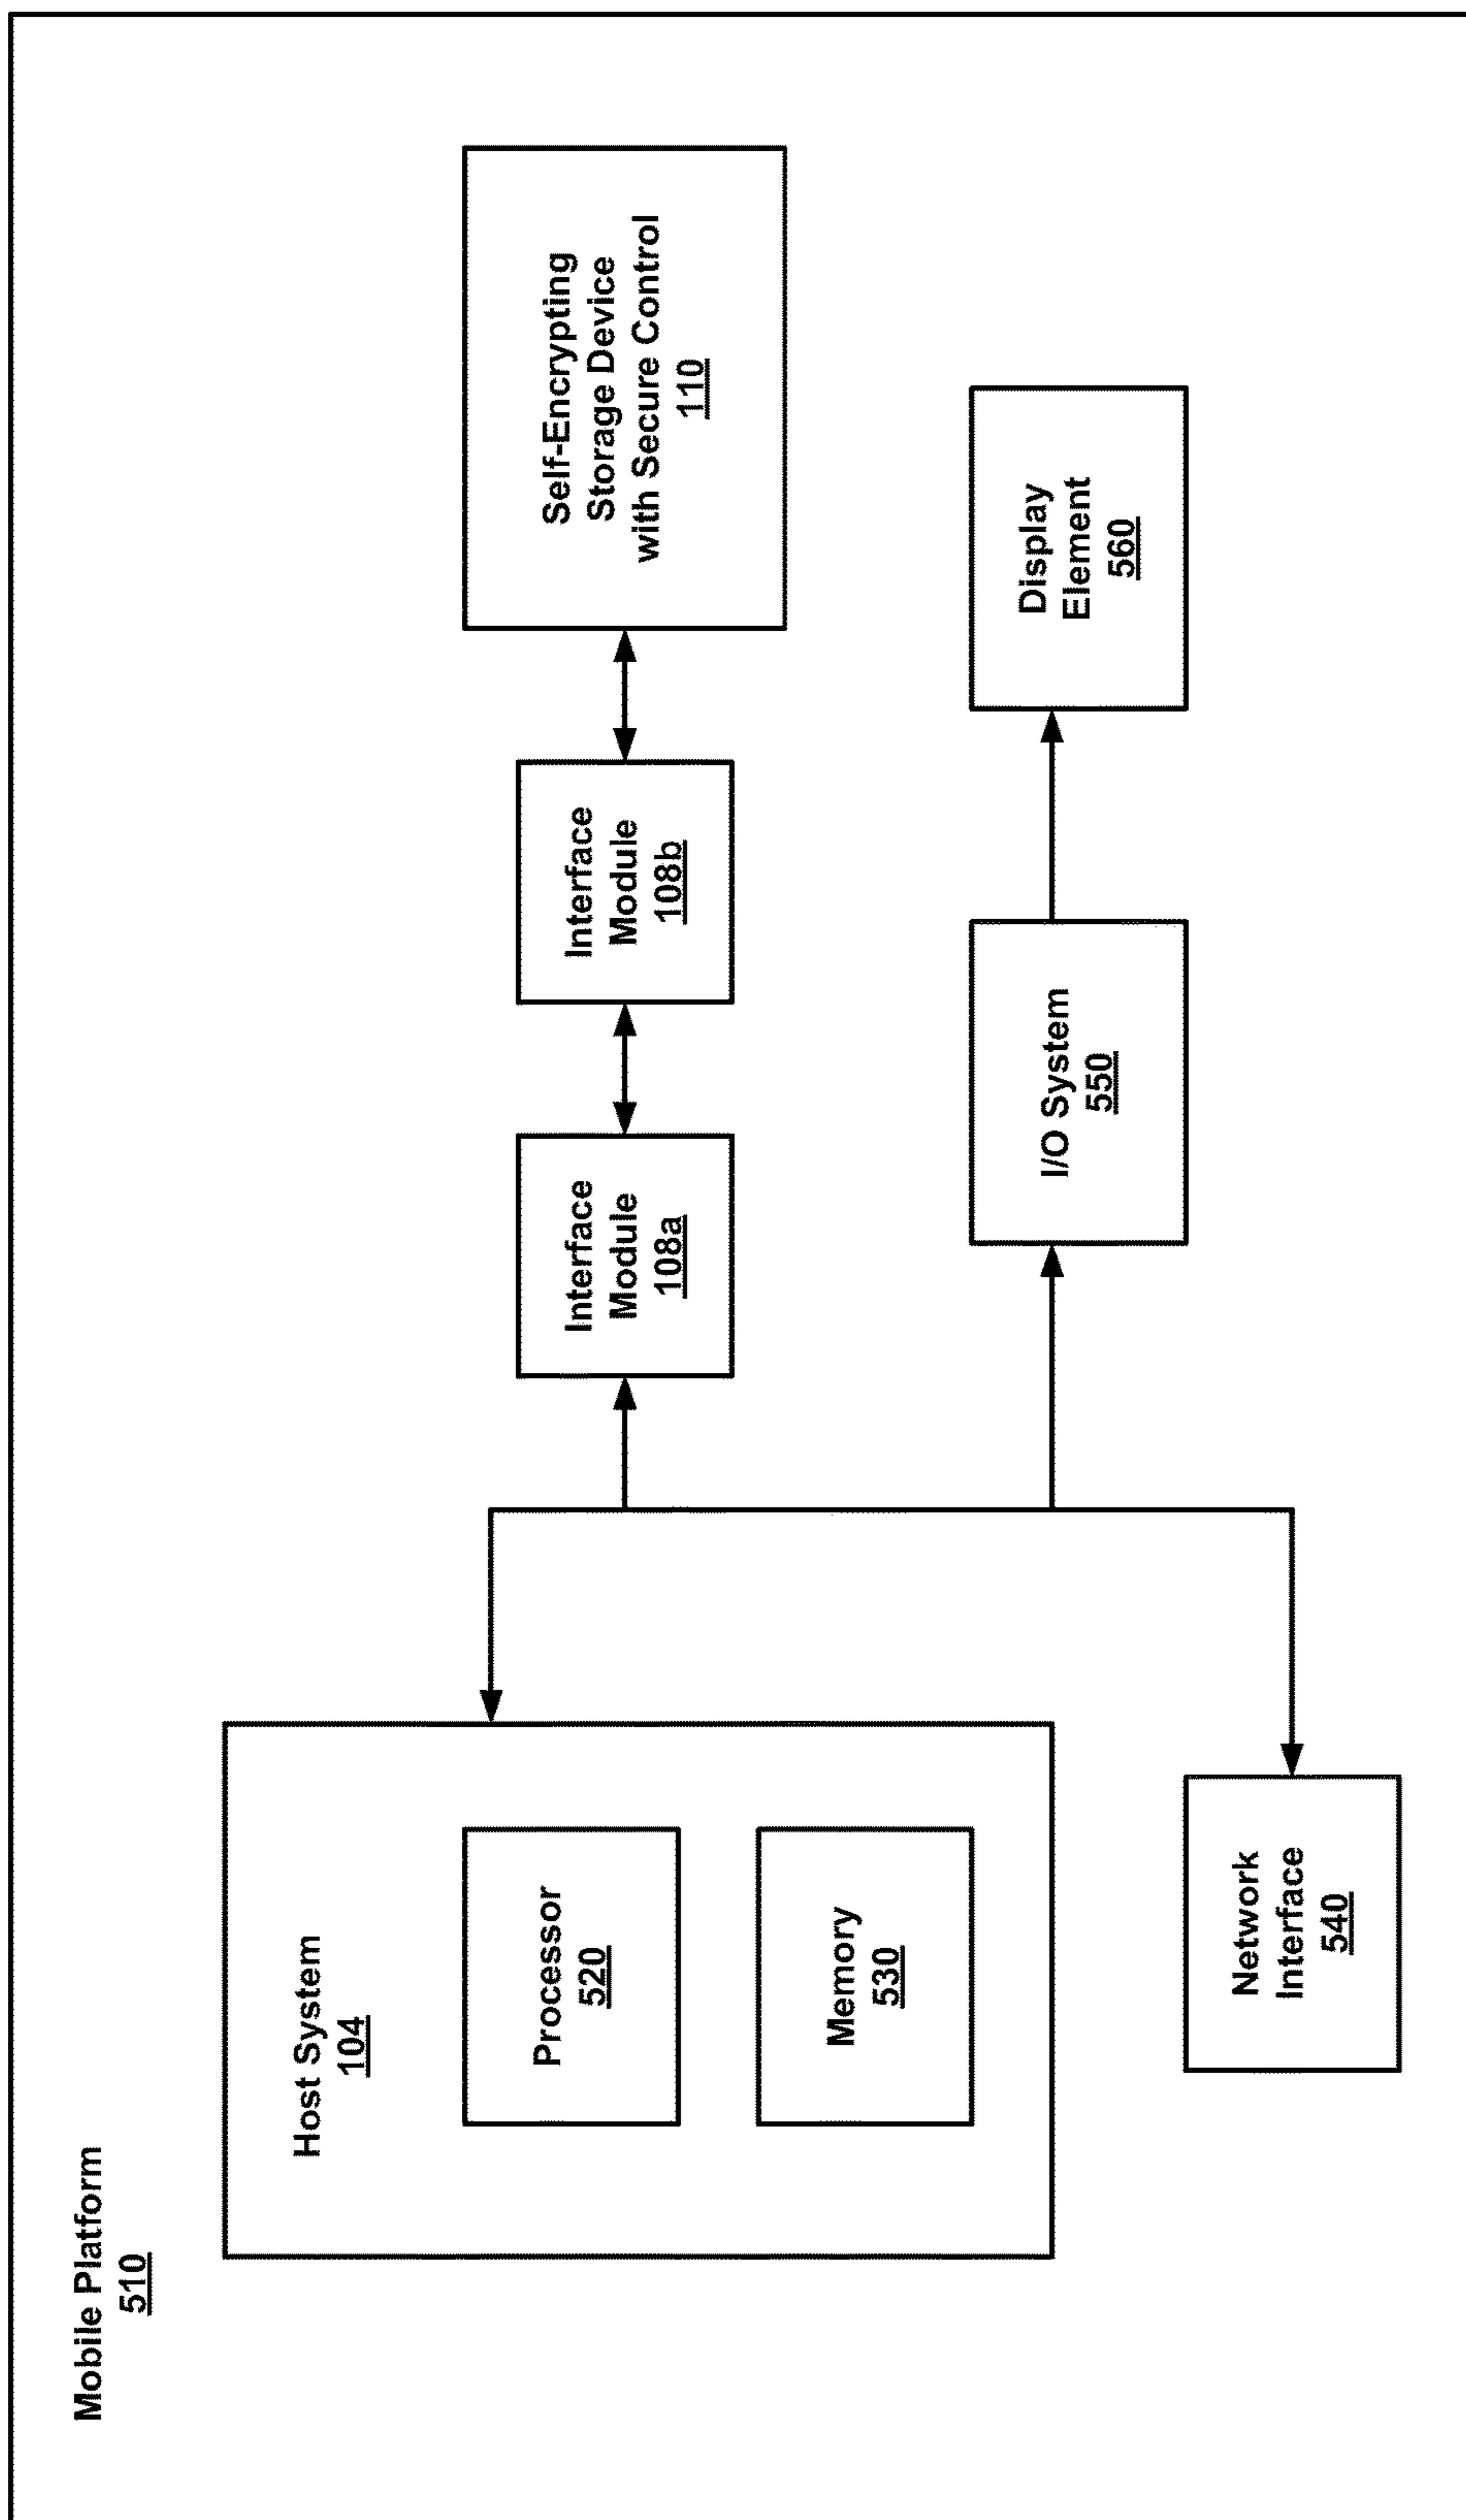 Mobile Platform
510
Host System
104
Processor
520
Memory
530
Network
Interface
540
Interface
Module
108a
Interface
Module
108b
Self-Encrypting
Storage Device
with Secure Control
110
I/O System
550
Display
Element
560